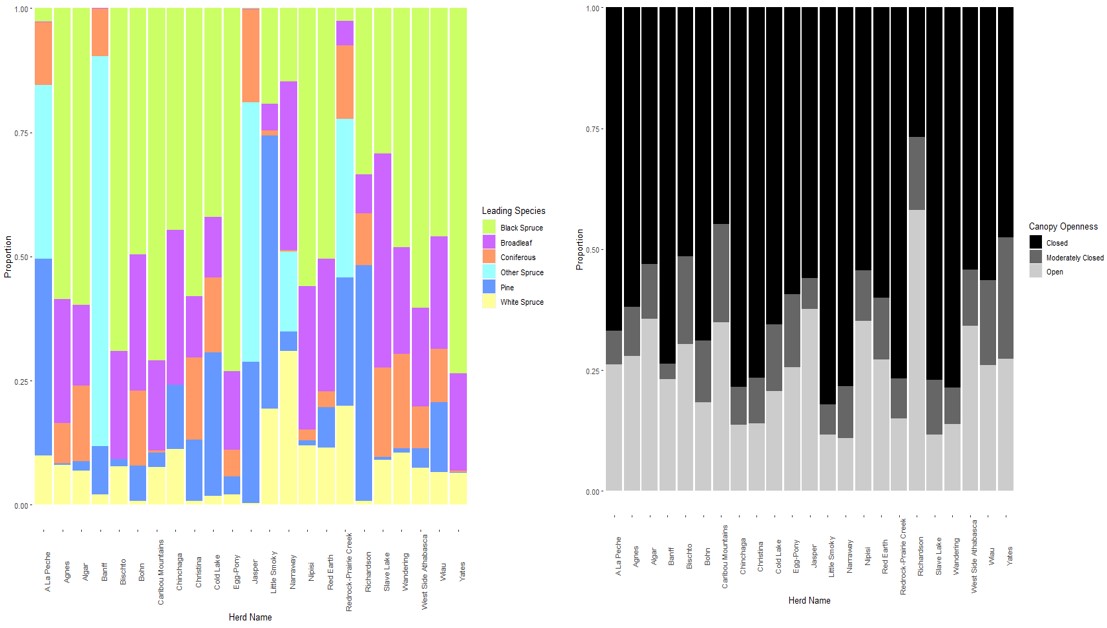 1.00
0.75
0.50
0.25
0.00
Proportion
A La Peche
Agnes
Algar
Banff
Bischto
Bohn
Caribou Mountains
Chinchaga
Christina
Cold Lake
Egg-Pony
Jasper
Little Smoky
Narraway
Nipisi
Red Earth
Redrock-Prairie Creek
Richardson
Slave Lake
Wandering
West Side Athabasca
Wiau
Yates
Herd Name
Leading Species
Black Spruce
Broadleaf
Coniferous
Other Spruce
Pine
White Spruce
1.00
0.75
0.50
0.25
0.00
Proportion
A La Peche
Agnes
Algar
Banff
Bischto
Bohn
Caribou Mountains
Chinchaga
Christina
Cold Lake
Egg-Pony
Jasper
Little Smoky
Narraway
Nipisi
Red Earth
Redrock-Prairie Creek
Richardson
Slave Lake
Wandering
West Side Athabasca
Wiau
Yates
Herd Name
Canopy Openness
Closed
Moderately Closed
Open